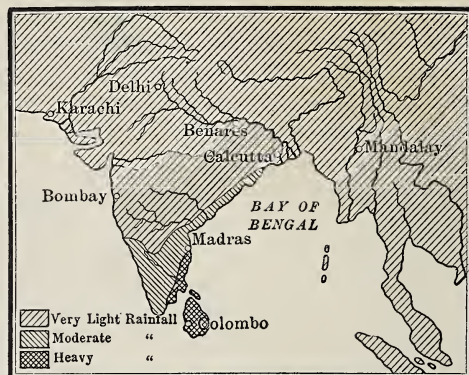 Delhi
Karachi
Benares
Calcutta
Mandalay
Bombay
BAY OF
BENGAL
Madras
Colombo
Very Light Rainfall
Moderate "
Heavy "